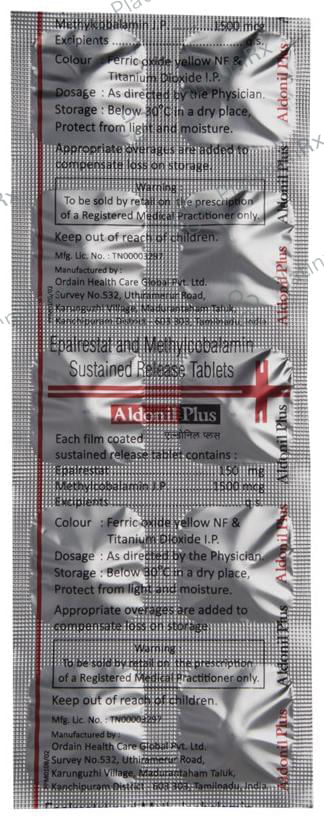 Methylcobalamin J.P. ................ 1500 mcg
Excipients ............................... q.s.
Colour : Ferric oxide yellow NF &
Titanium Dioxide I.P.
Dosage : As directed by the Physician.
Storage : Below 30°C in a dry place,
Protect from light and moisture.
Appropriate overages are added to
compensate loss on storage.
Warning
To be sold by retail on the prescription
of a Registered Medical Practitioner only.
Keep out of reach of children.
Mfg. Lic. No. : TN00003297
Manufactured by :
Ordain Health Care Global Pvt. Ltd.
Survey No.532, Uthiramerur Road,
Karunguzhi Village, Madurantaham Taluk,
Kanchipuram District - 603 303, Tamilnadu, India.
Epalrestat and Methylcobalamin
Sustained Release Tablets
Aldonil Plus
एल्डोनिल प्लस
Each film coated
sustained release tablet contains :
Epalrestat 150 mg
Methylcobalamin J.P. 1500 mcg
Excipients q.s.
Colour : Ferric oxide yellow NF &
Titanium Dioxide I.P.
Dosage : As directed by the Physician.
Storage : Below 30°C in a dry place,
Protect from light and moisture.
Appropriate overages are added to
compensate loss on storage.
Warning
To be sold by retail on the prescription
of a Registered Medical Practitioner only.
Keep out of reach of children.
Mfg. Lic. No. : TN00003297
Manufactured by :
Ordain Health Care Global Pvt. Ltd.
Survey No.532, Uthiramerur Road,
Karunguzhi Village, Madurantaham Taluk,
Kanchipuram District - 603 303, Tamilnadu, India.
Aldonil Plus
Aldonil Plus
Aldonil Plus
Aldonil Plus
Aldonil Plus
Aldonil Plus
Aldonil Plus
Aldonil Plus